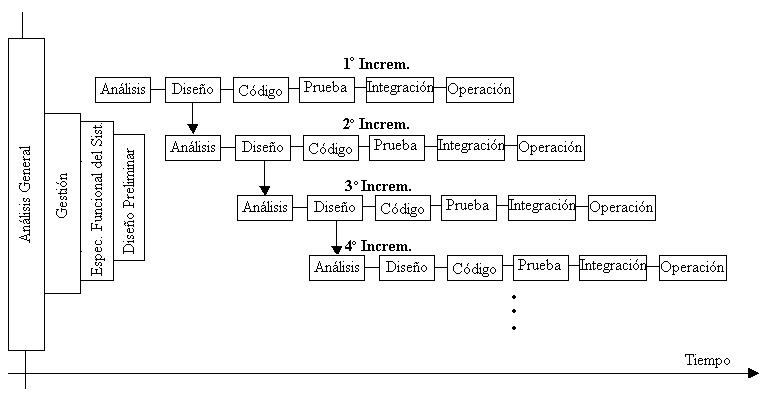 Análisis General
Gestión
Espec. Funcional del Sist.
Diseño Preliminar
1° Increm.
Análisis Diseño Código Prueba Integración Operación
2° Increm.
Análisis Diseño Código Prueba Integración Operación
3° Increm.
Análisis Diseño Código Prueba Integración Operación
4° Increm.
Análisis Diseño Código Prueba Integración Operación
Tiempo